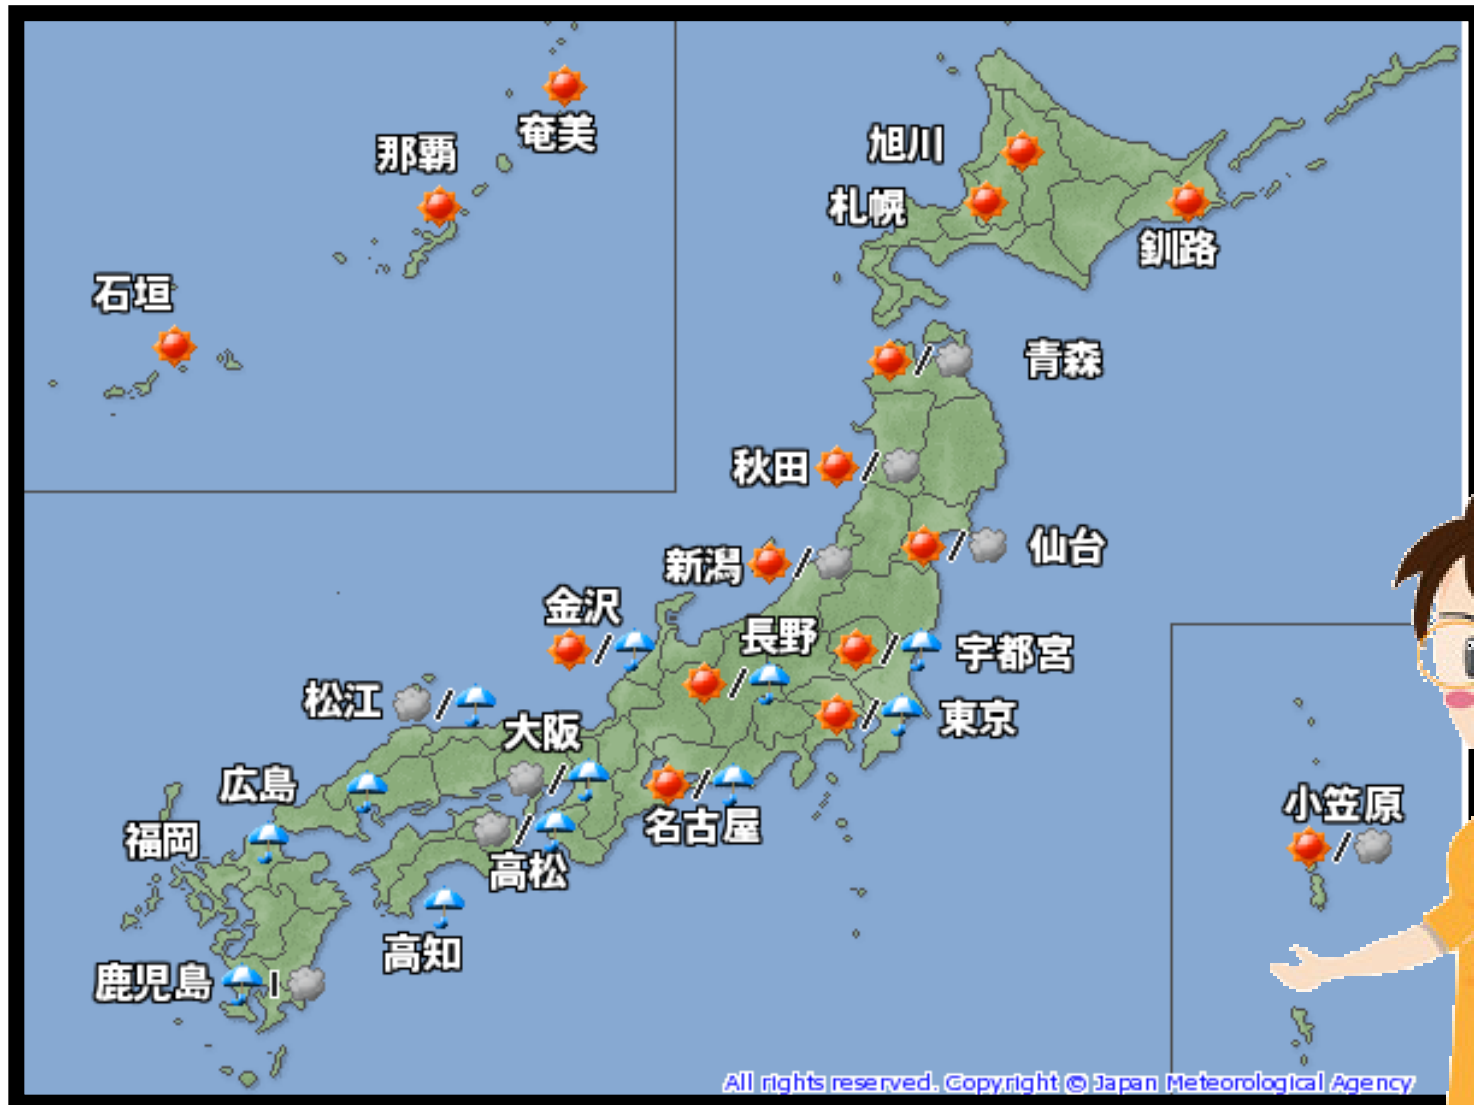 奄美
那覇
石垣
旭川
札幌
釧路
青森
秋田
仙台
新潟
金沢
長野
宇都宮
松江
大阪
東京
広島
名古屋
福岡
高松
小笠原
高知
鹿児島
All rights reserved. Copyright © Japan Meteorological Agency